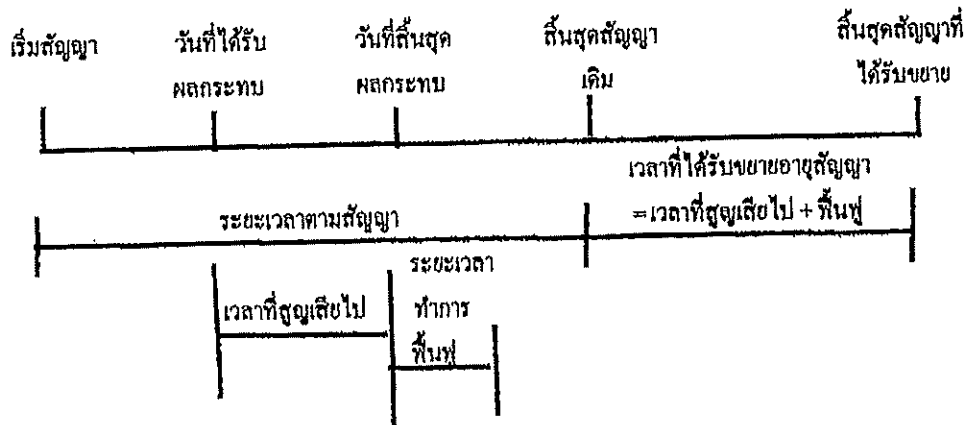 เริ่มสัญญา
วันที่ได้รับ
ผลกระทบ
วันที่สิ้นสุด
ผลกระทบ
สิ้นสุดสัญญา
เดิม
สิ้นสุดสัญญาที่
ได้รับขยาย
เวลาที่ได้รับขยายอายุสัญญา
=เวลาที่สูญเสียไป + ฟื้นฟู
ระยะเวลาตามสัญญา
เวลาที่สูญเสียไป
ระยะเวลา
ทำการ
ฟื้นฟู